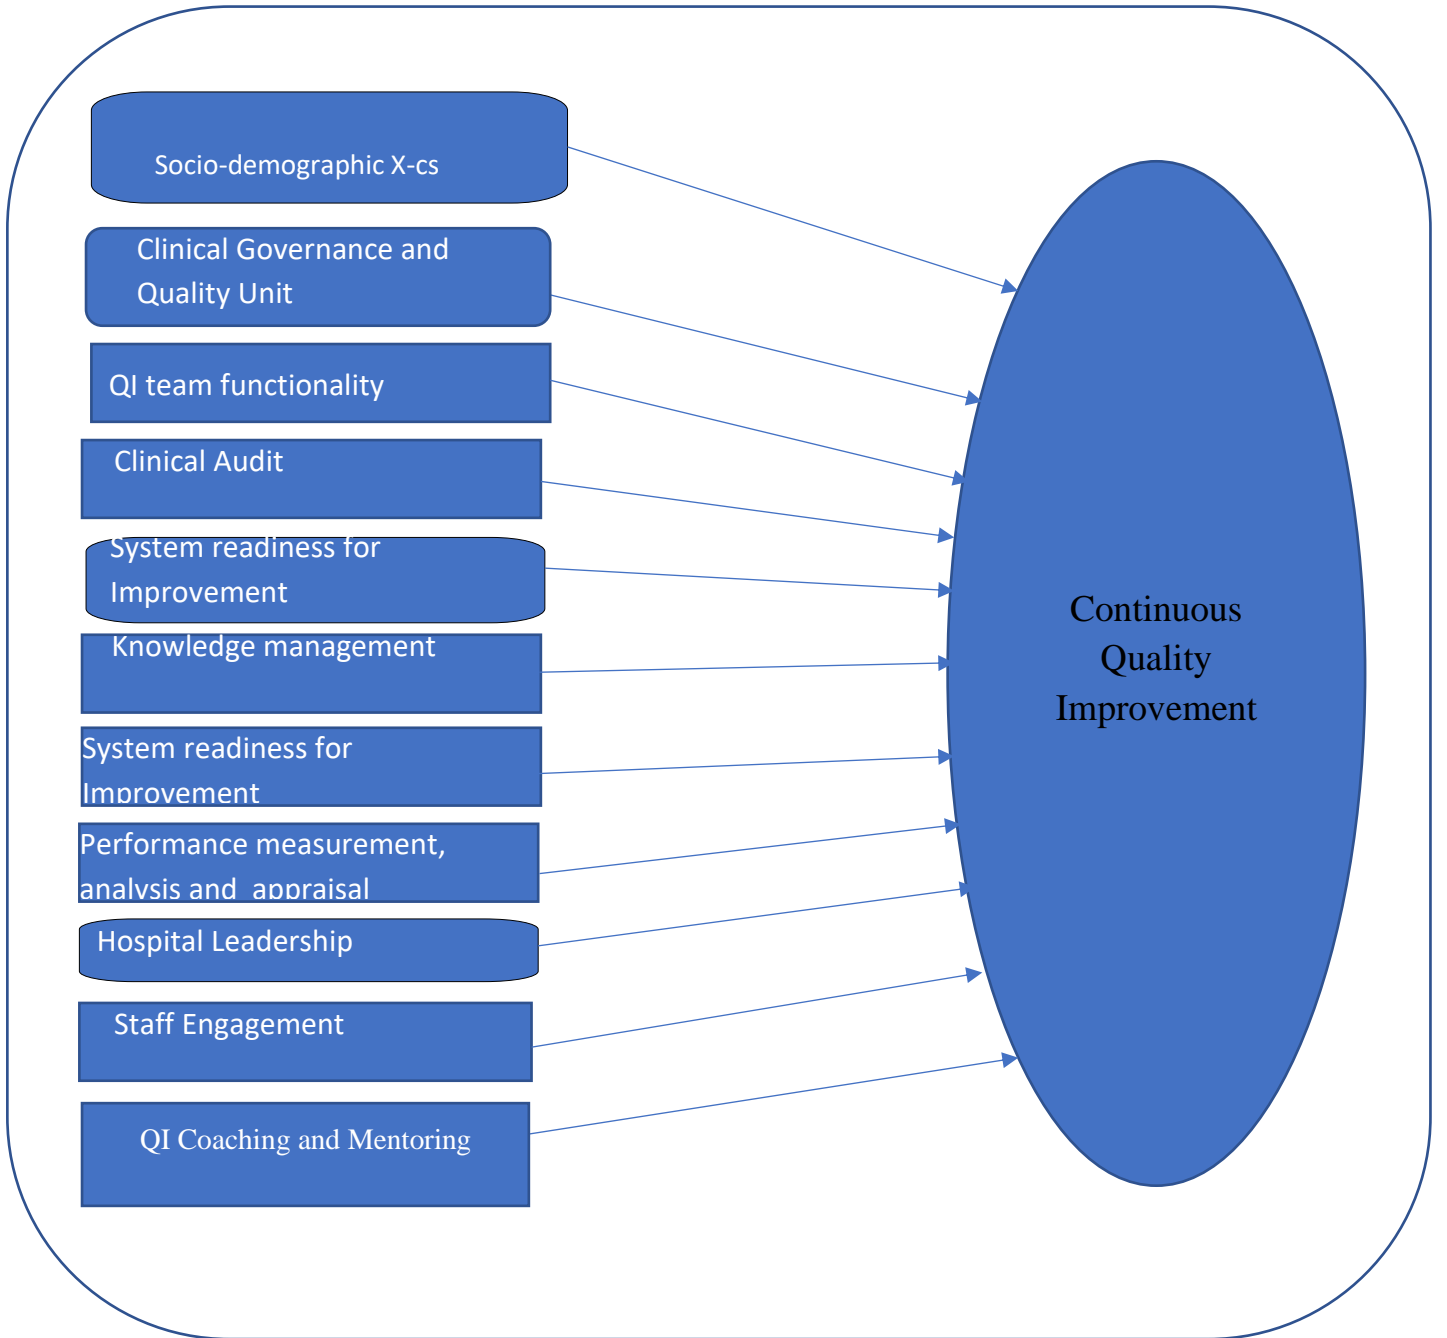 Socio-demographic X-cs
Clinical Governance and
Quality Unit
QI team functionality
Clinical Audit
System readiness for
Improvement
Knowledge management
System readiness for
Improvement
Performance measurement,
analysis and appraisal
Hospital Leadership
Staff Engagement
QI Coaching and Mentoring
Continuous
Quality
Improvement